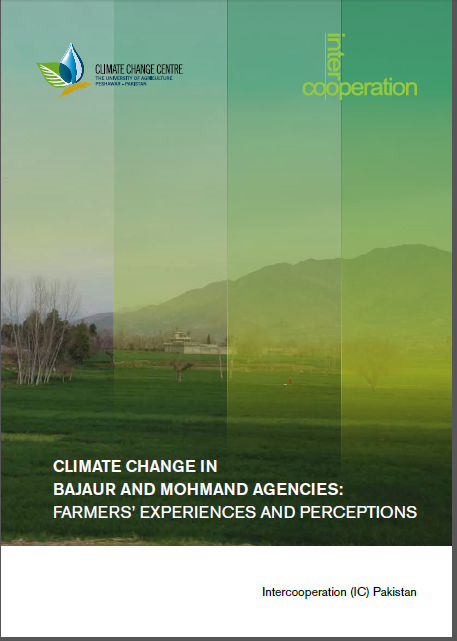 CLIMATE CHANGE CENTRE
THE UNIVERSITY OF AGRICULTURE
PESHAWAR – PAKISTAN
inter
cooperation
CLIMATE CHANGE IN
BAJAUR AND MOHMAND AGENCIES:
FARMERS’ EXPERIENCES AND PERCEPTIONS
Intercooperation (IC) Pakistan